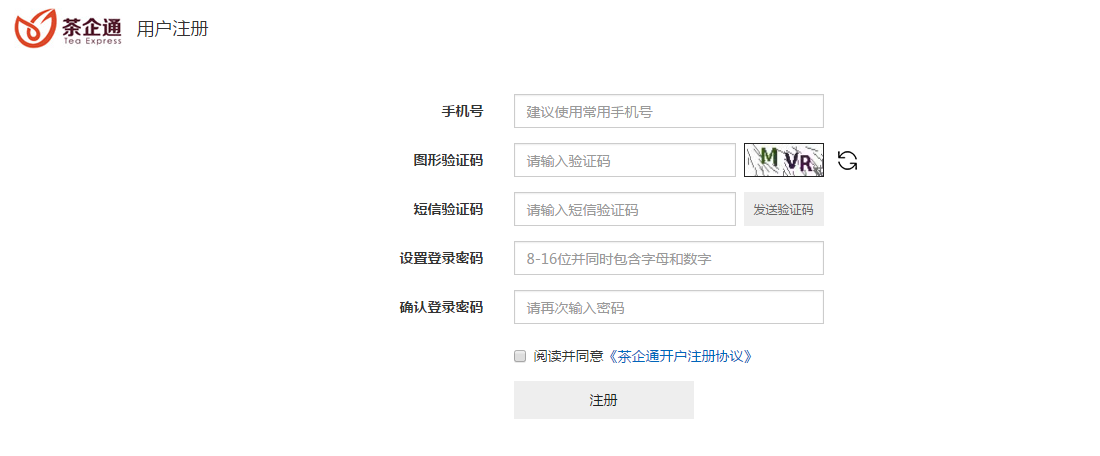 茶企通 用户注册
Tea Express
手机号 建议使用常用手机号
图形验证码 请输入验证码 MVR
短信验证码 请输入短信验证码 发送验证码
设置登录密码 8-16位并同时包含字母和数字
确认登录密码 请再次输入密码
阅读并同意《茶企通开户注册协议》
注册